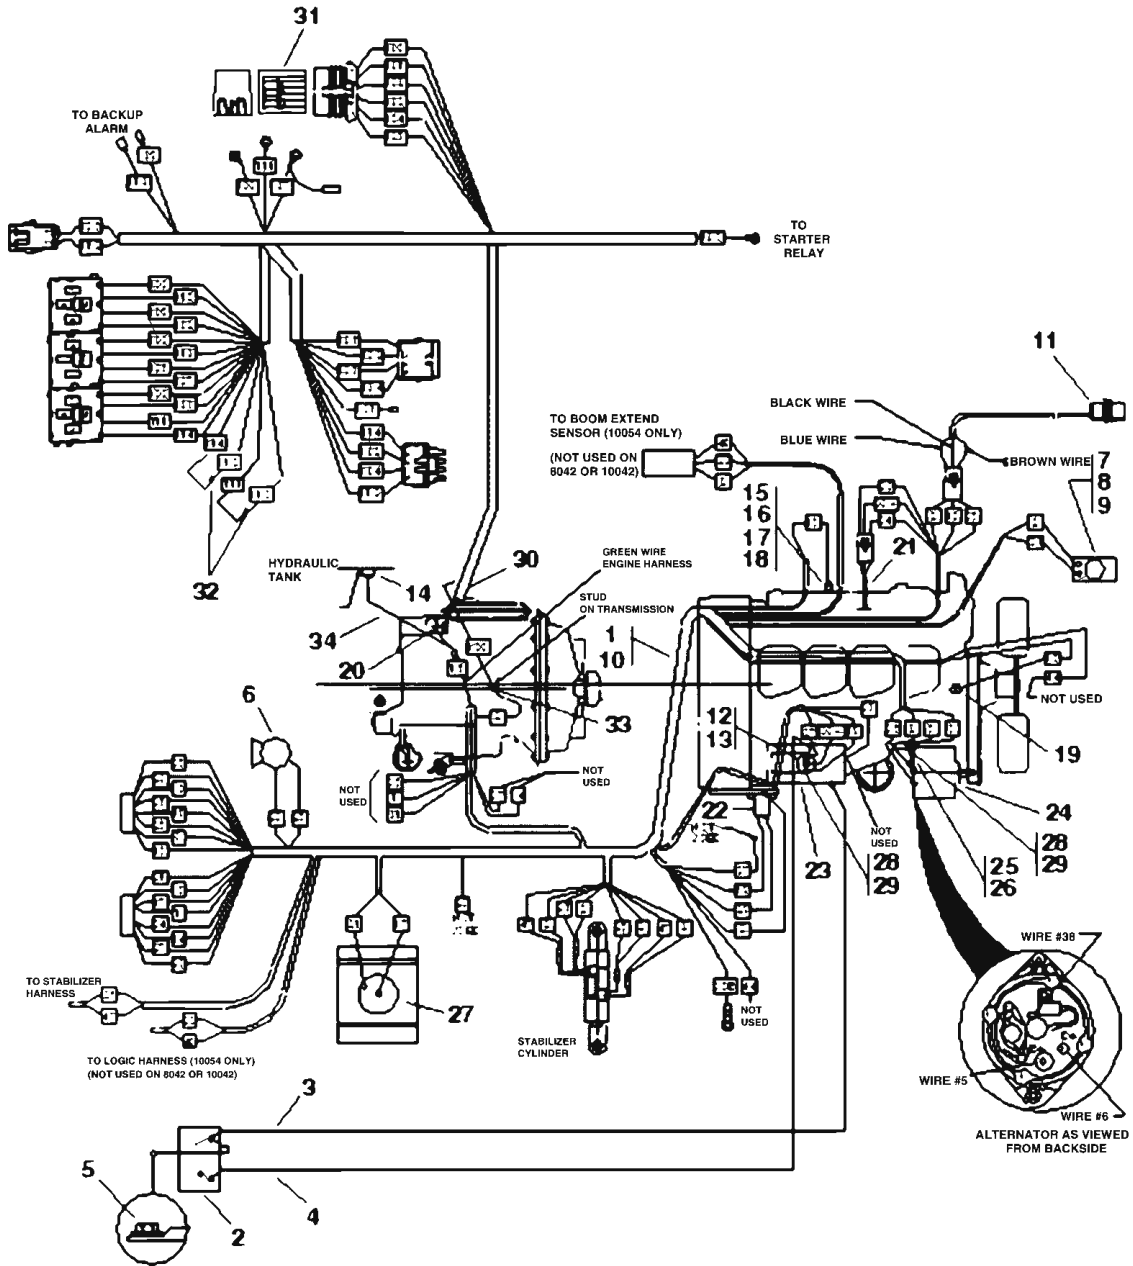 31
TO BACKUP
ALARM
TO
STARTER
RELAY
11
BLACK WIRE
TO BOOM EXTEND
SENSOR (10054 ONLY)
BLUE WIRE
(NOT USED ON
8042 OR 10042)
BROWN WIRE
7
8
9
15
16
17
18
21
32
HYDRAULIC
TANK
14
30
GREEN WIRE
ENGINE HARNESS
STUD
ON TRANSMISSION
34
20
1
10
33
NOT USED
6
12
13
19
NOT
USED
NOT
USED
22
24
NOT
USED
23
28
29
25
26
28
29
WIRE #38
TO STABILIZER
HARNESS
27
NOT
USED
STABILIZER
CYLINDER
TO LOGIC HARNESS (10054 ONLY)
(NOT USED ON 8042 OR 10042)
WIRE #5
WIRE #6
ALTERNATOR AS VIEWED
FROM BACKSIDE
3
5
4
2